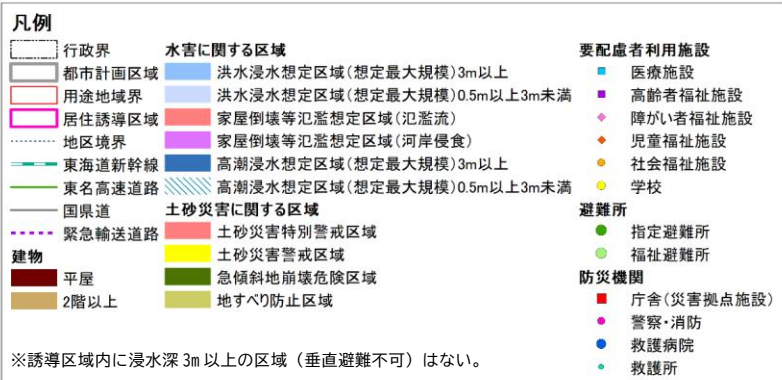 凡例
行政界
都市計画区域
用途地域界
居住誘導区域
地区境界
東海道新幹線
東名高速道路
国県道
緊急輸送道路
建物
平屋
2階以上
水害に関する区域
洪水浸水想定区域(想定最大規模)3m以上
洪水浸水想定区域(想定最大規模)0.5m以上3m未満
家屋倒壊等氾濫想定区域(氾濫流)
家屋倒壊等氾濫想定区域(河岸侵食)
高潮浸水想定区域(想定最大規模)3m以上
高潮浸水想定区域(想定最大規模)0.5m以上3m未満
土砂災害に関する区域
土砂災害特別警戒区域
土砂災害警戒区域
急傾斜地崩壊危険区域
地すべり防止区域
要配慮者利用施設
医療施設
高齢者福祉施設
障がい者福祉施設
児童福祉施設
社会福祉施設
学校
避難所
指定避難所
福祉避難所
防災機関
庁舎(災害拠点施設)
警察・消防
救護病院
救護所
※誘導区域内に浸水深3m以上の区域（垂直避難不可）はない。